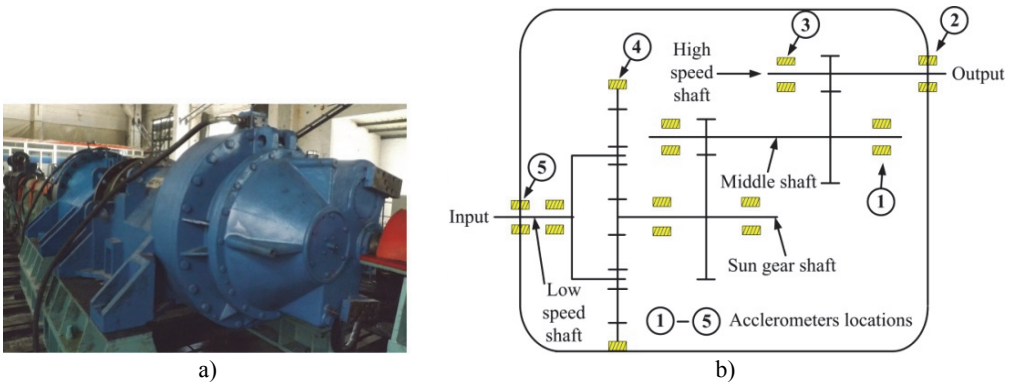 3
2
4
High
speed
shaft
Output
5
Middle shaft
1
Input
Sun gear shaft
Low
speed
shaft
1 – 5 Acclerometers locations
a)
b)